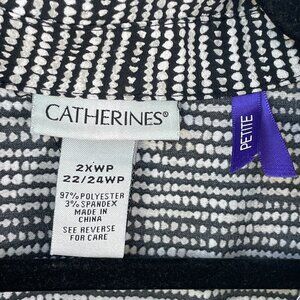 CATHERINES®
PETITE
2XWP
22/24WP
97% POLYESTER
3% SPANDEX
MADE IN
CHINA
SEE REVERSE
FOR CARE